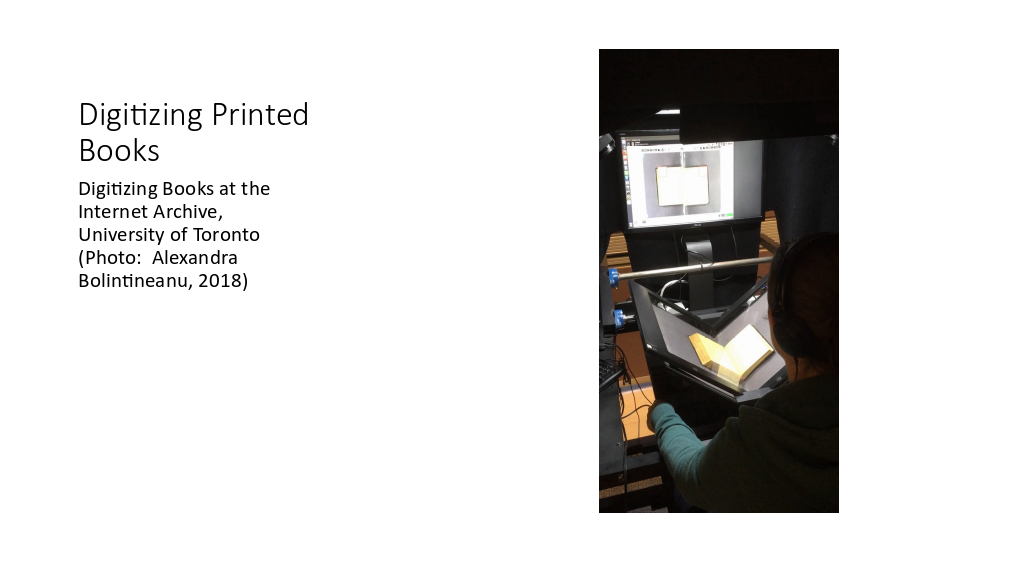 Digitizing Printed
Books
Digitizing Books at the
Internet Archive,
University of Toronto
(Photo:  Alexandra
Bolintineanu, 2018)